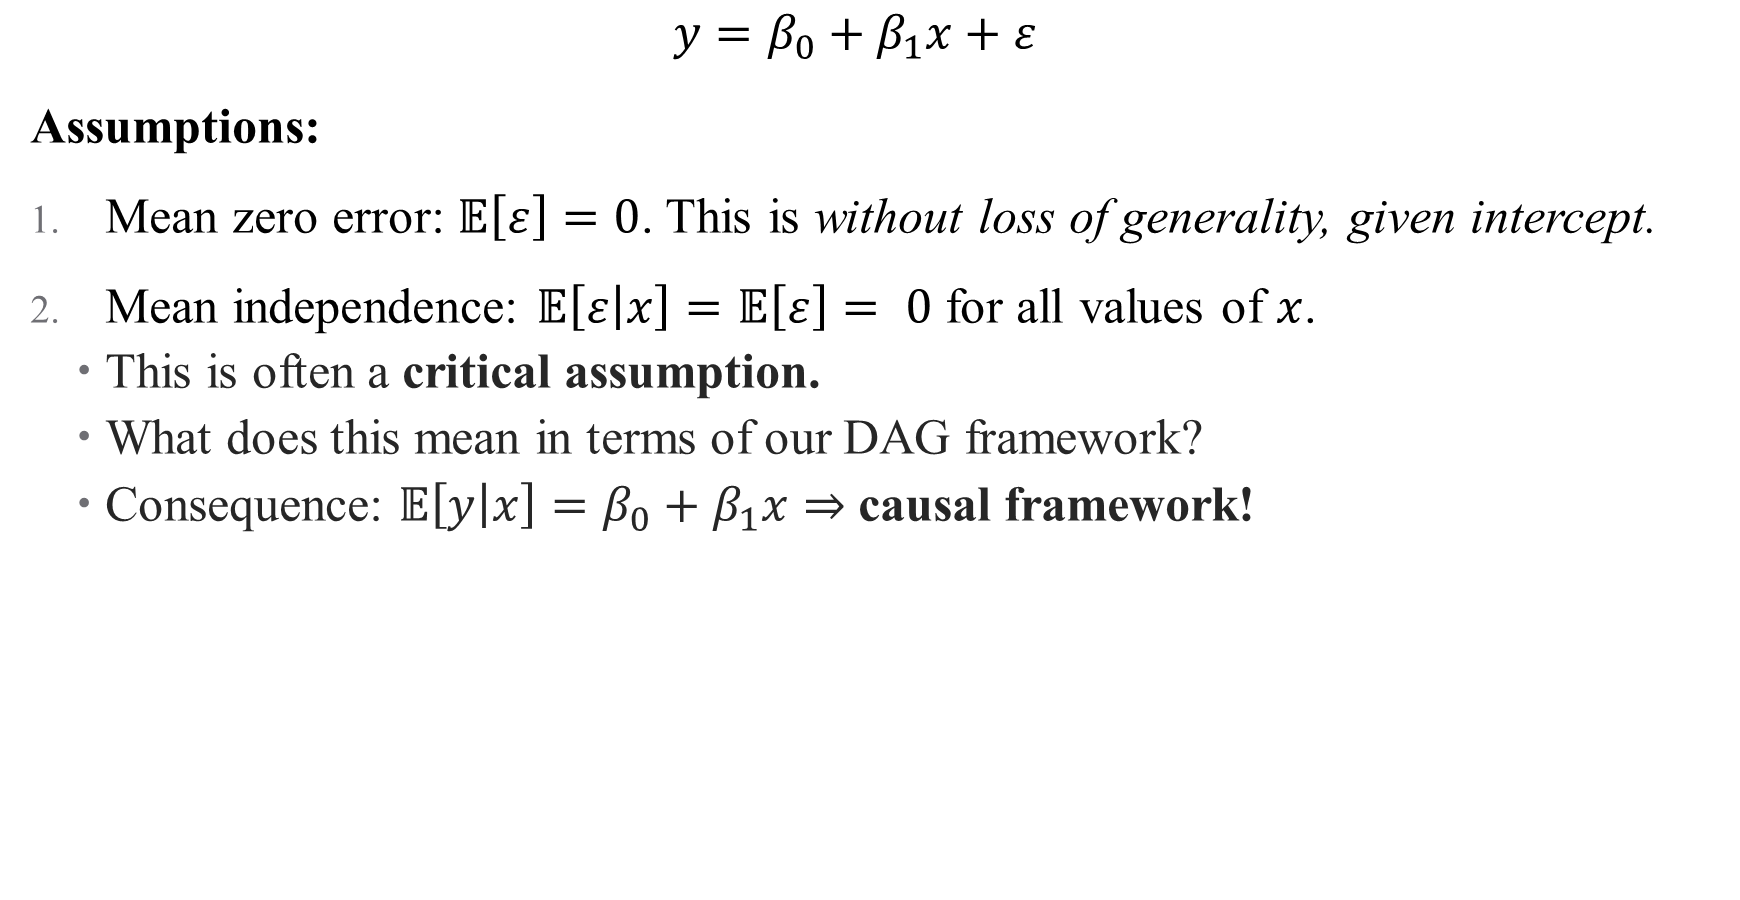 y = β₀ + β₁x + ε
Assumptions:
1. Mean zero error: 𝔼[ε] = 0. This is without loss of generality, given intercept.
2. Mean independence: 𝔼[ε|x] = 𝔼[ε] = 0 for all values of x.
• This is often a critical assumption.
• What does this mean in terms of our DAG framework?
• Consequence: 𝔼[y|x] = β₀ + β₁x ⇒ causal framework!